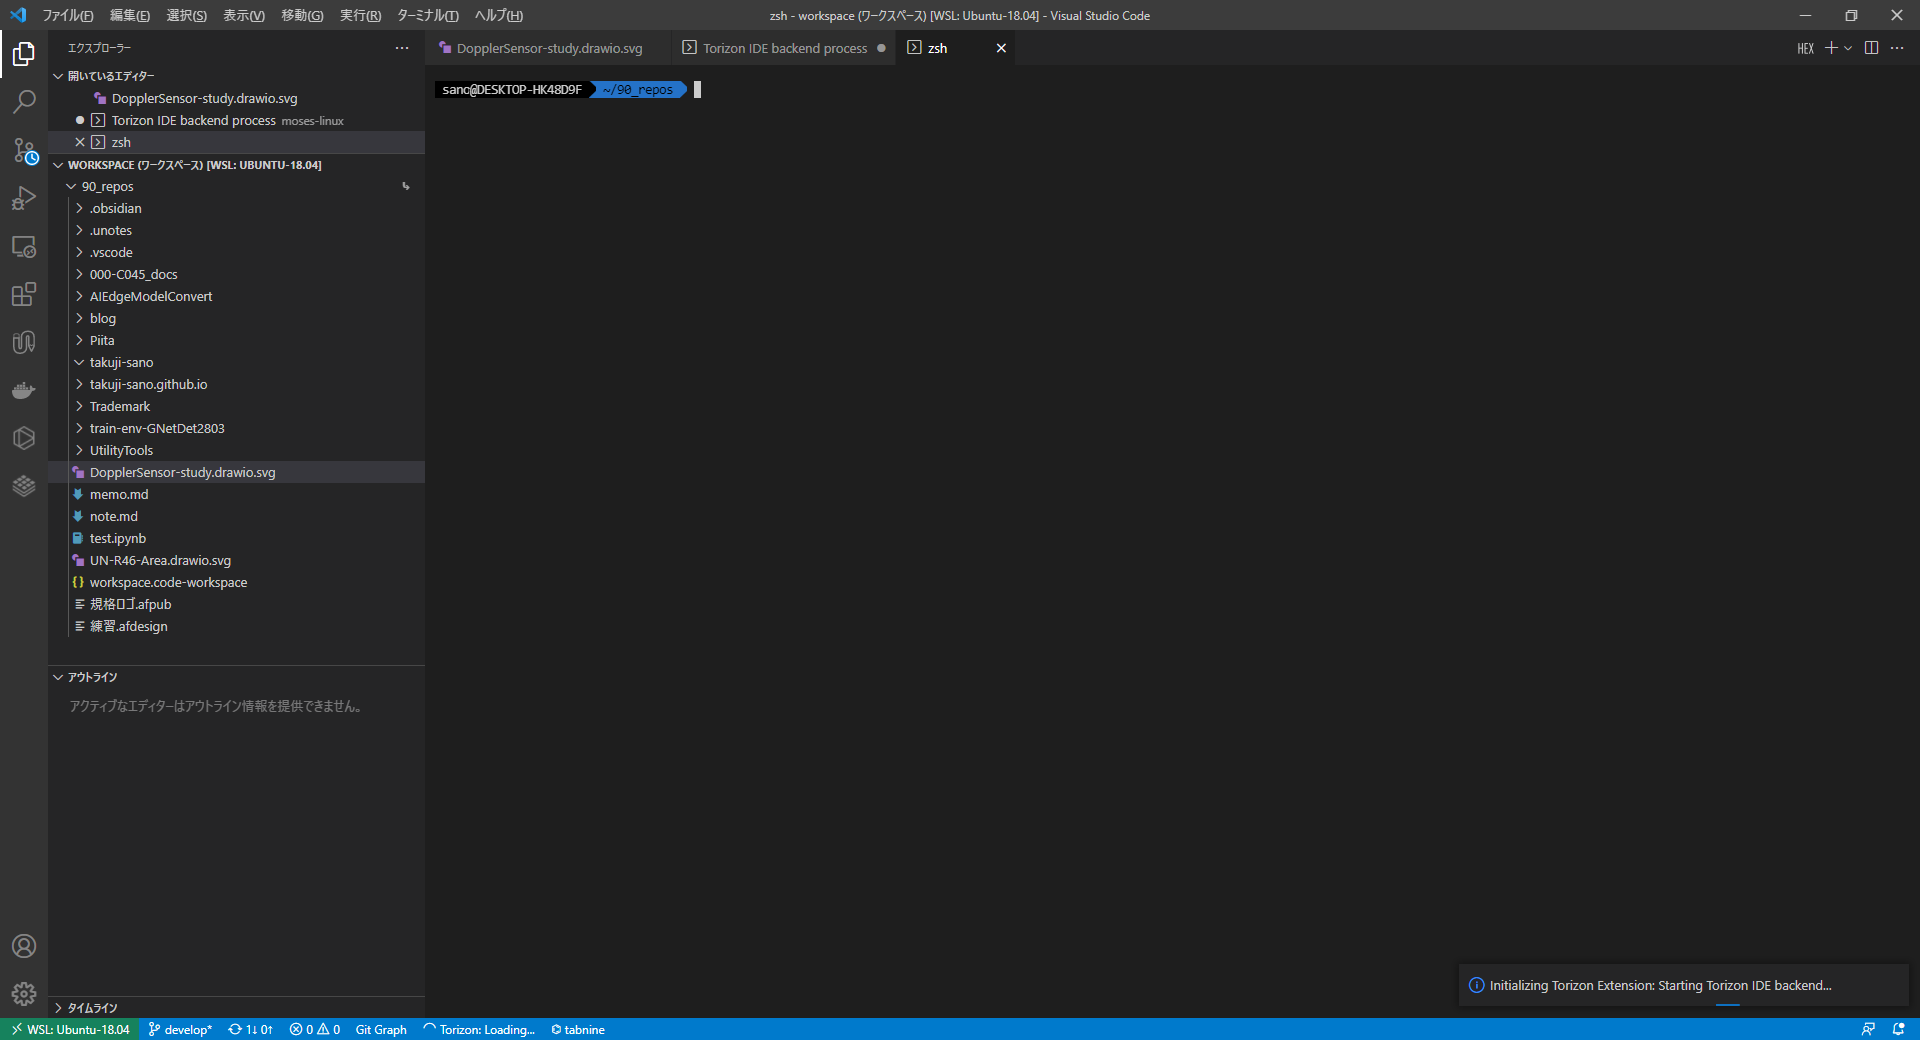 ファイル(F) 編集(E) 選択(S) 表示(V) 移動(G) 実行(R) ターミナル(T) ヘルプ(H)
zsh - workspace (ワークスペース) [WSL: Ubuntu-18.04] - Visual Studio Code
エクスプローラー
DopplerSensor-study.drawio.svg
Torizon IDE backend process
zsh
HEX
開いているエディター
DopplerSensor-study.drawio.svg
Torizon IDE backend process moses-linux
zsh
WORKSPACE (ワークスペース) [WSL: UBUNTU-18.04]
90_repos
.obsidian
.unotes
.vscode
000-C045_docs
AIEdgeModelConvert
blog
Piita
takuji-sano
takuji-sano.github.io
Trademark
train-env-GNetDet2803
UtilityTools
DopplerSensor-study.drawio.svg
memo.md
note.md
test.ipynb
UN-R46-Area.drawio.svg
workspace.code-workspace
規格ロゴ.afpub
練習.afdesign
アウトライン
アクティブなエディターはアウトライン情報を提供できません。
タイムライン
sano@DESKTOP-HK48D9F ~/90_repos
Initializing Torizon Extension: Starting Torizon IDE backend...
WSL: Ubuntu-18.04 develop* 1↓ 0↑ 0 0 Git Graph Torizon: Loading... tabnine